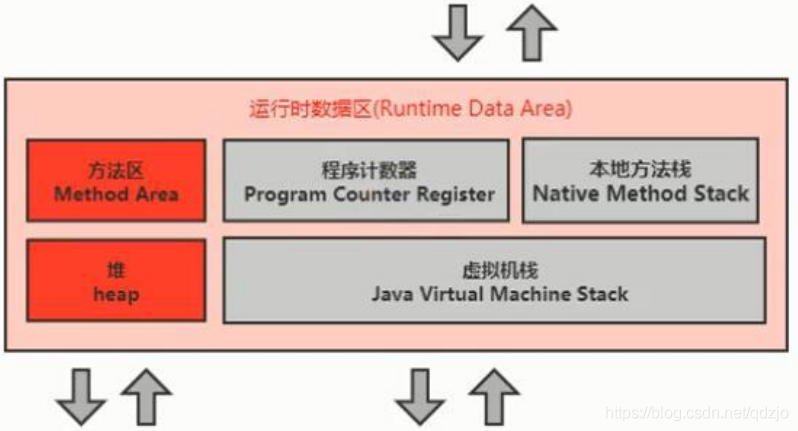 运行时数据区(Runtime Data Area)
方法区
Method Area
程序计数器
Program Counter Register
本地方法栈
Native Method Stack
堆
heap
虚拟机栈
Java Virtual Machine Stack
https://blog.csdn.net/qdzjo